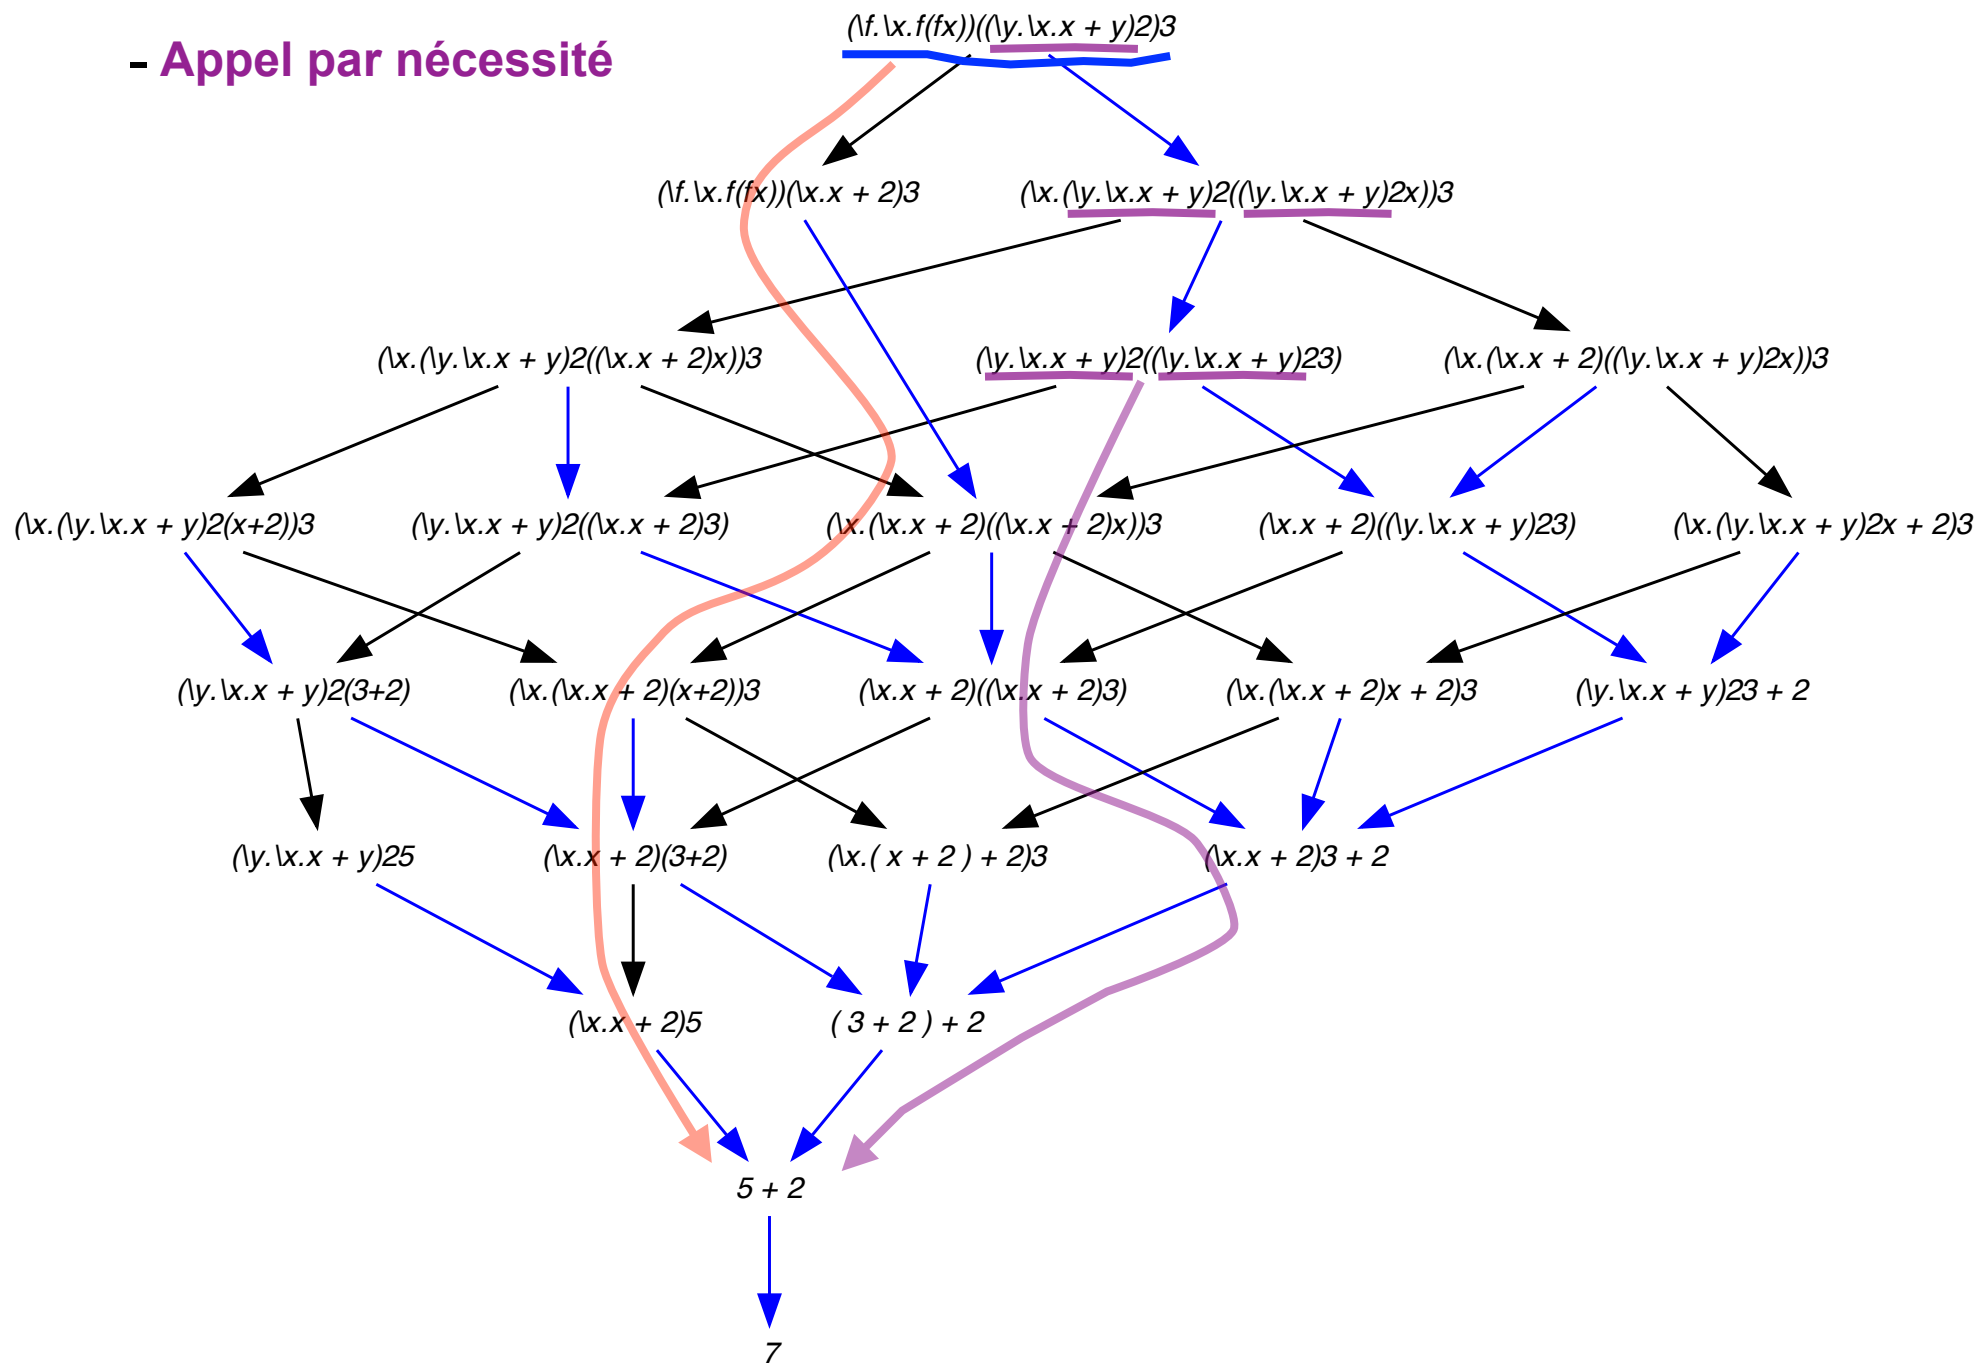 (\f.\x.f(fx))((\y.\x.x + y)2)3
- Appel par nécessité
(\f.\x.f(fx))(\x.x + 2)3
(\x.(\y.\x.x + y)2((\y.\x.x + y)2x))3
(\x.(\y.\x.x + y)2((\x.x + 2)x))3
(\y.\x.x + y)2((\y.\x.x + y)23)
(\x.(\x.x + 2)((\y.\x.x + y)2x))3
(\x.(\y.\x.x + y)2(x+2))3
(\y.\x.x + y)2((\x.x + 2)3)
(\x.(\x.x + 2)((\x.x + 2)x))3
(\x.x + 2)((\y.\x.x + y)23)
(\x.(\y.\x.x + y)2x + 2)3
(\y.\x.x + y)2(3+2)
(\x.(\x.x + 2)(x+2))3
(\x.x + 2)((\x.x + 2)3)
(\x.(\x.x + 2)x + 2)3
(\y.\x.x + y)23 + 2
(\y.\x.x + y)25
(\x.x + 2)(3+2)
(\x.( x + 2 ) + 2)3
(\x.x + 2)3 + 2
(\x.x + 2)5
( 3 + 2 ) + 2
5 + 2
7